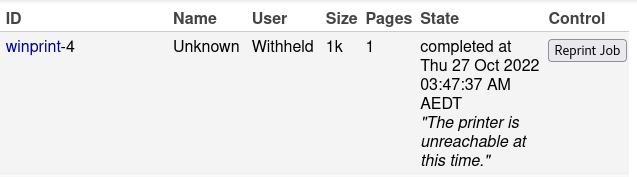 ID Name User Size Pages State Control
winprint-4 Unknown Withheld 1k 1 completed at Reprint Job
Thu 27 Oct 2022
03:47:37 AM
AEDT
"The printer is
unreachable at
this time."